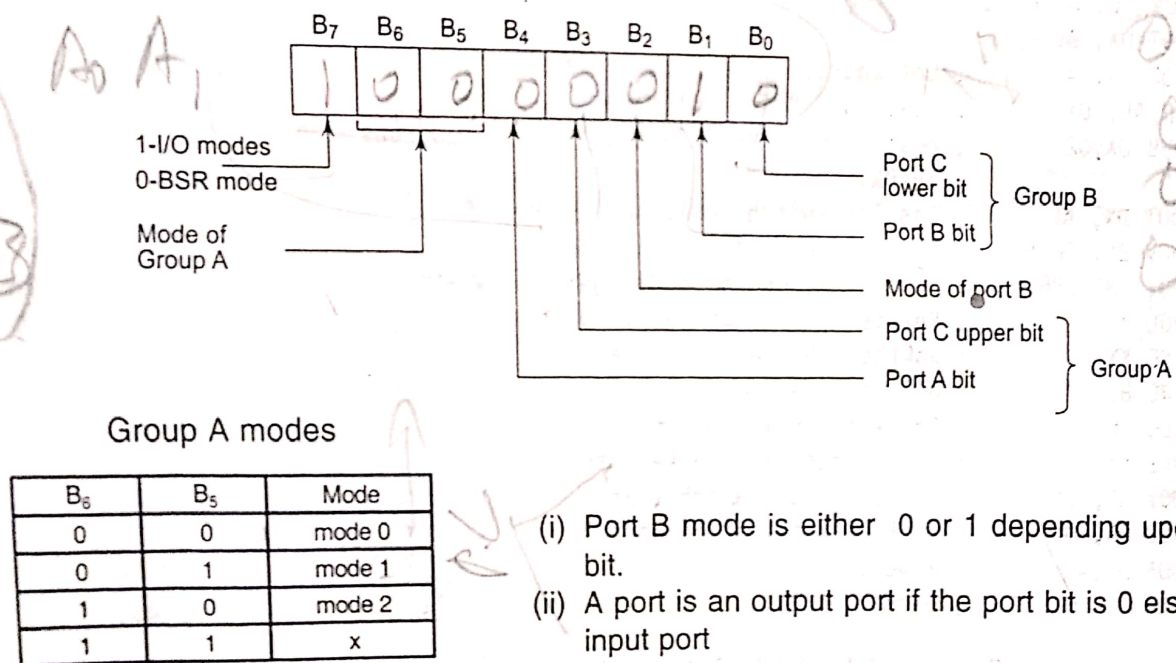 A₀ A₁
B₇ B₆ B₅ B₄ B₃ B₂ B₁ B₀
1 0 0 0 0 0 1 0
1-I/O modes
0-BSR mode
Mode of
Group A
Port C
lower bit
Group B
Port B bit
Mode of port B
Port C upper bit
Group A
Port A bit
Group A modes
B₆ B₅ Mode
0 0 mode 0
0 1 mode 1
1 0 mode 2
1 1 x
(i) Port B mode is either 0 or 1 depending
bit.
(ii) A port is an output port if the port bit is 0
input port